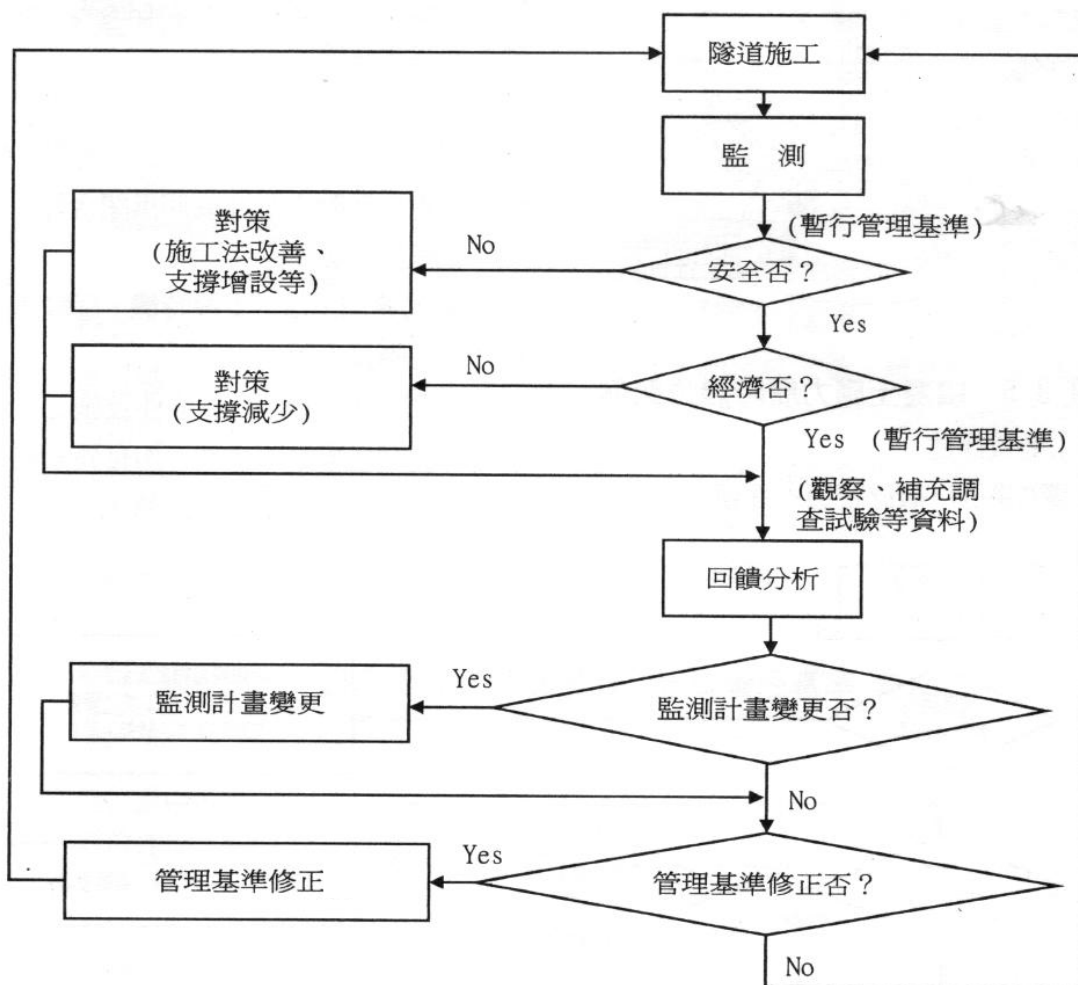 隧道施工
監　測
(暫行管理基準)
安全否？
No
對策
(施工法改善、
支撐增設等)
Yes
經濟否？
No
對策
(支撐減少)
Yes (暫行管理基準)
(觀察、補充調
查試驗等資料)
回饋分析
監測計畫變更否？
Yes
監測計畫變更
No
管理基準修正否？
Yes
管理基準修正
No